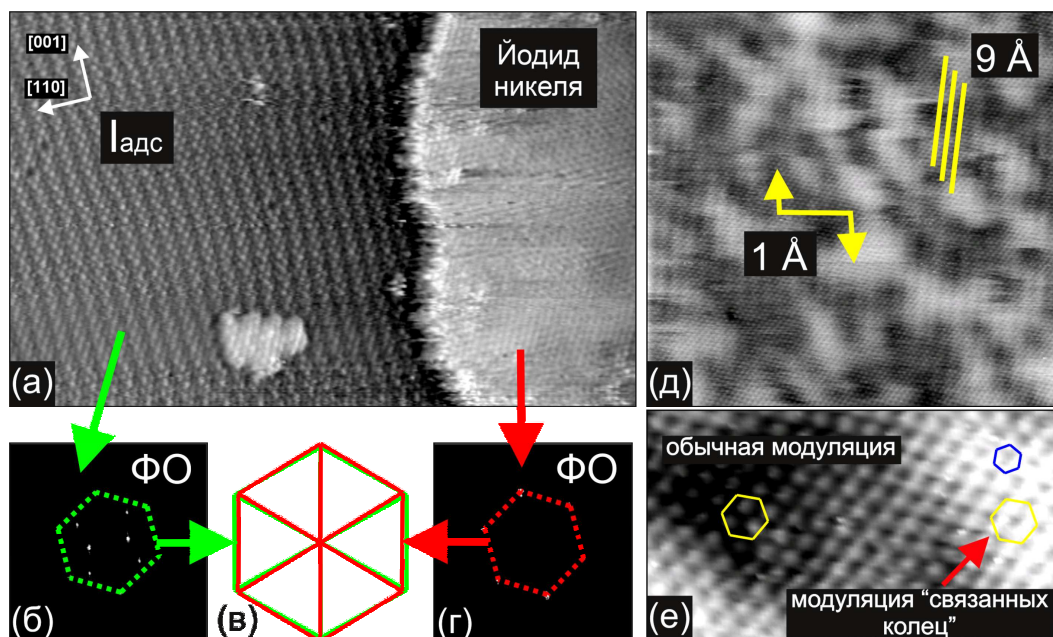 [001]
[110]
Iадс
Йодид
никеля
(а)
9 Å
1 Å
(д)
ФО
(б)
(в)
ФО
(г)
обычная модуляция
модуляция “связанных
колец”
(е)